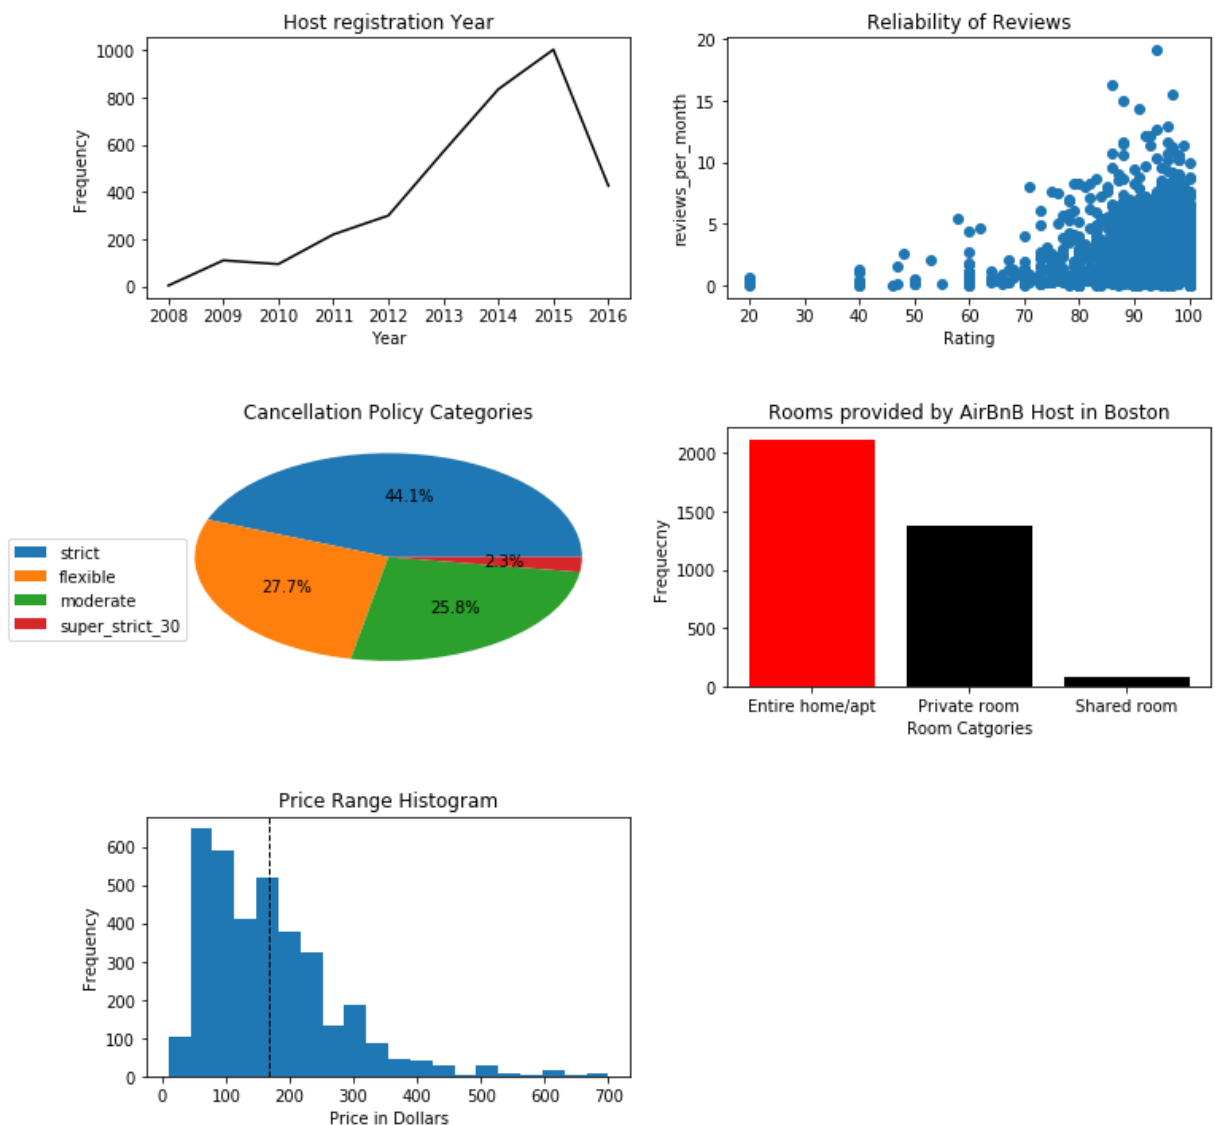 Host registration Year
1000
800
600
400
200
0
Frequency
2008 2009 2010 2011 2012 2013 2014 2015 2016
Year
Reliability of Reviews
20
15
10
5
0
reviews_per_month
20 30 40 50 60 70 80 90 100
Rating
Cancellation Policy Categories
44.1%
2.3%
27.7%
25.8%
strict
flexible
moderate
super_strict_30
Rooms provided by AirBnB Host in Boston
2000
1500
1000
500
0
Frequecny
Entire home/apt Private room Shared room
Room Catgories
Price Range Histogram
600
500
400
300
200
100
0
Frequency
0 100 200 300 400 500 600 700
Price in Dollars